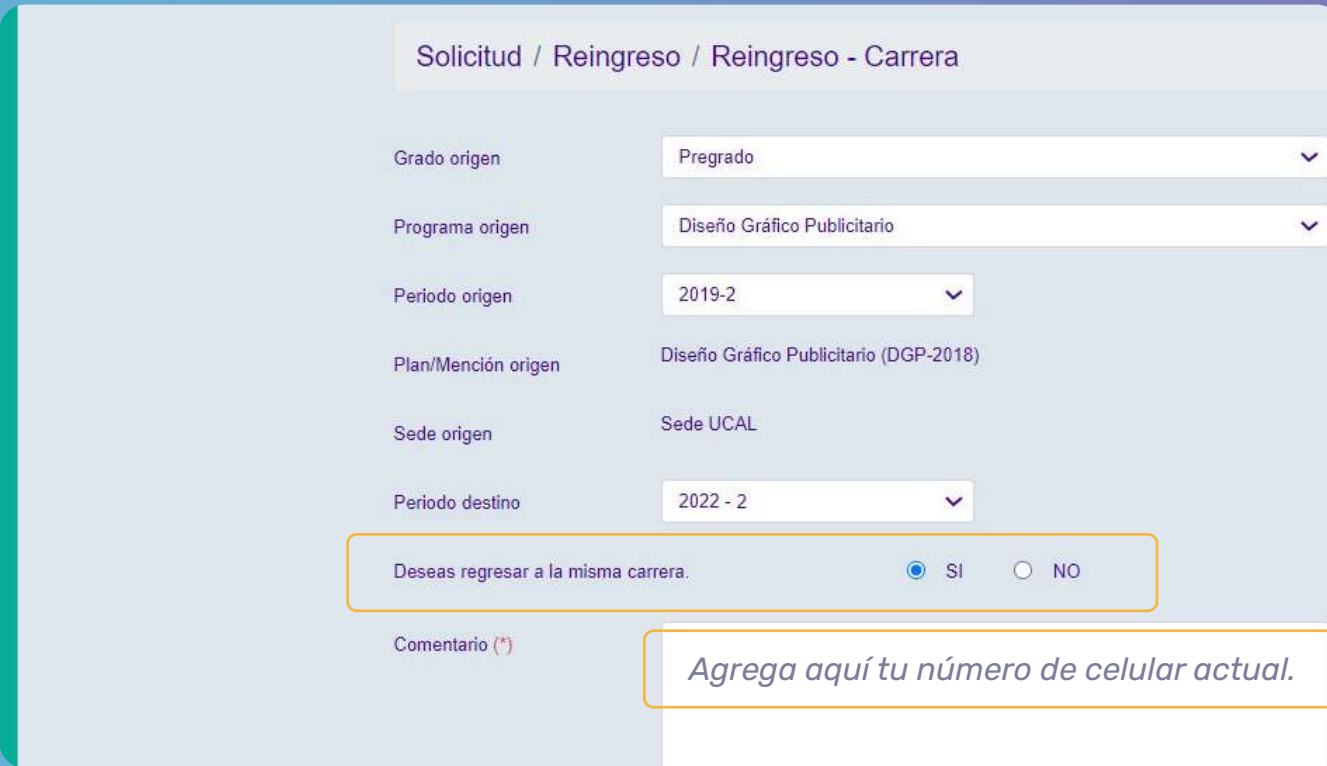 Solicitud / Reingreso / Reingreso - Carrera
Grado origen Pregrado
Programa origen Diseño Gráfico Publicitario
Periodo origen 2019-2
Plan/Mención origen Diseño Gráfico Publicitario (DGP-2018)
Sede origen Sede UCAL
Periodo destino 2022 - 2
Deseas regresar a la misma carrera. SI NO
Comentario (*) Agrega aquí tu número de celular actual.